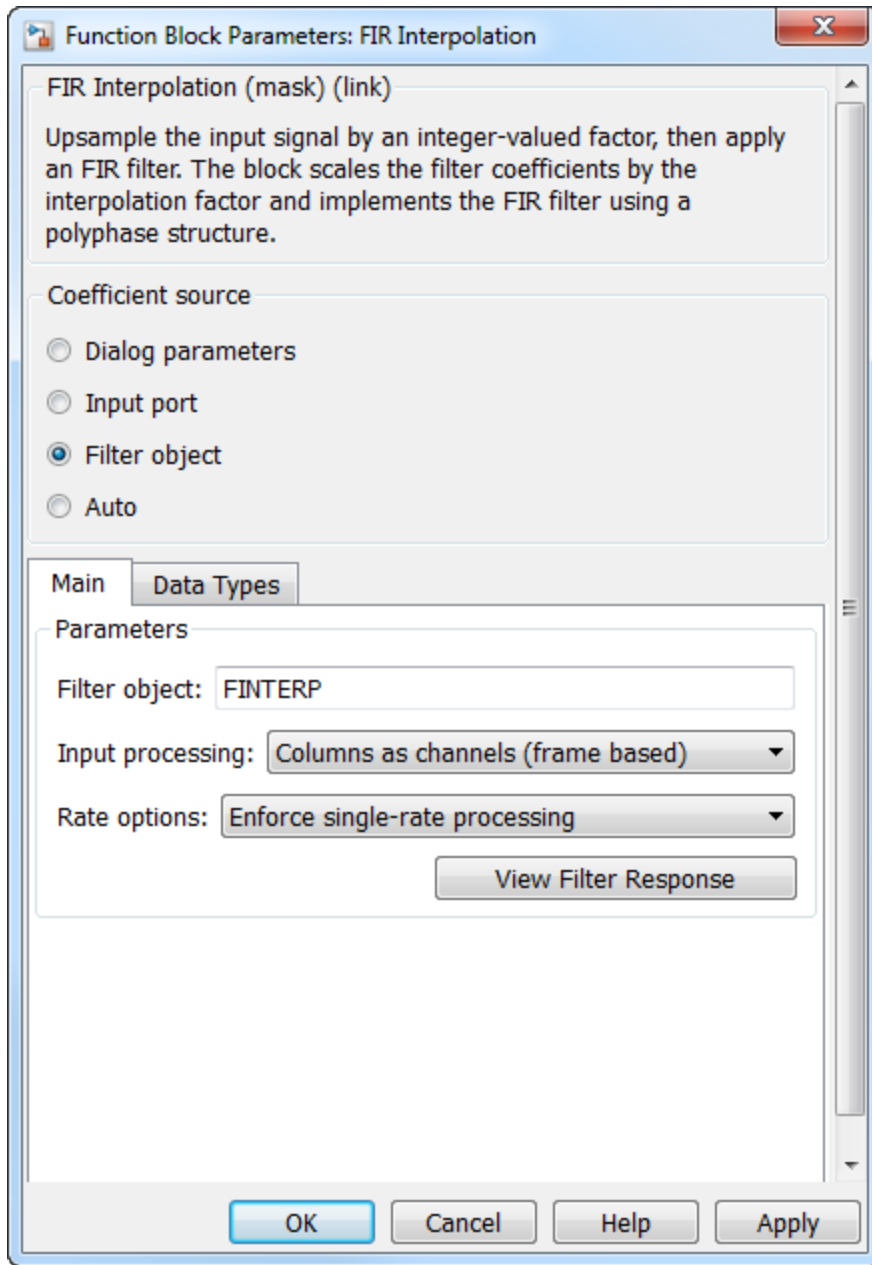 Function Block Parameters: FIR Interpolation
FIR Interpolation (mask) (link)
Upsample the input signal by an integer-valued factor, then apply
an FIR filter. The block scales the filter coefficients by the
interpolation factor and implements the FIR filter using a
polyphase structure.
Coefficient source
Dialog parameters
Input port
Filter object
Auto
Main Data Types
Parameters
Filter object: FINTERP
Input processing: Columns as channels (frame based)
Rate options: Enforce single-rate processing
View Filter Response
OK Cancel Help Apply